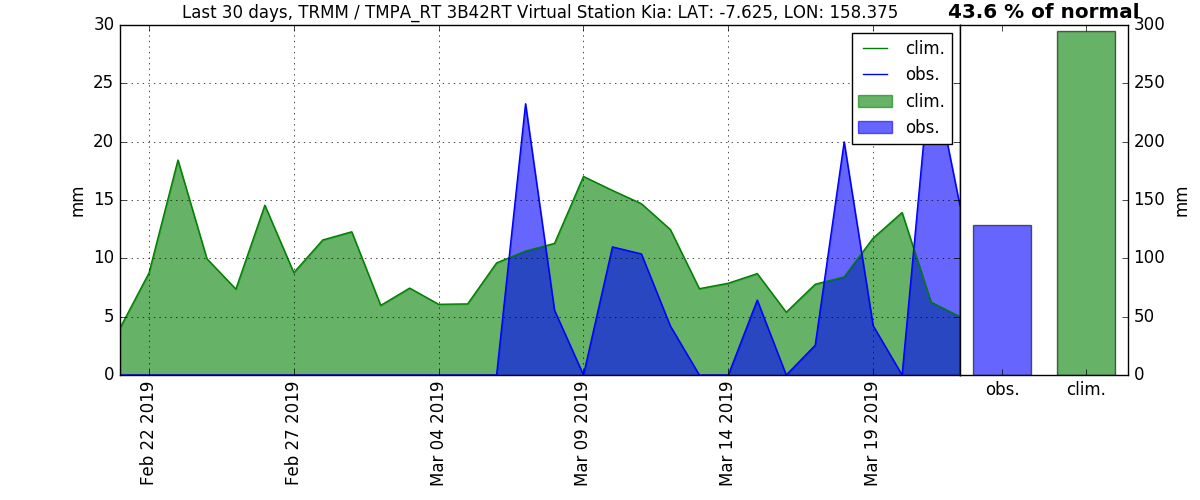 Last 30 days, TRMM / TMPA_RT 3B42RT Virtual Station Kia: LAT: -7.625, LON: 158.375
43.6 % of normal
30
25
20
15
10
5
0
mm
clim.
obs.
clim.
obs.
300
250
200
150
100
50
0
mm
Feb 22 2019
Feb 27 2019
Mar 04 2019
Mar 09 2019
Mar 14 2019
Mar 19 2019
obs.
clim.